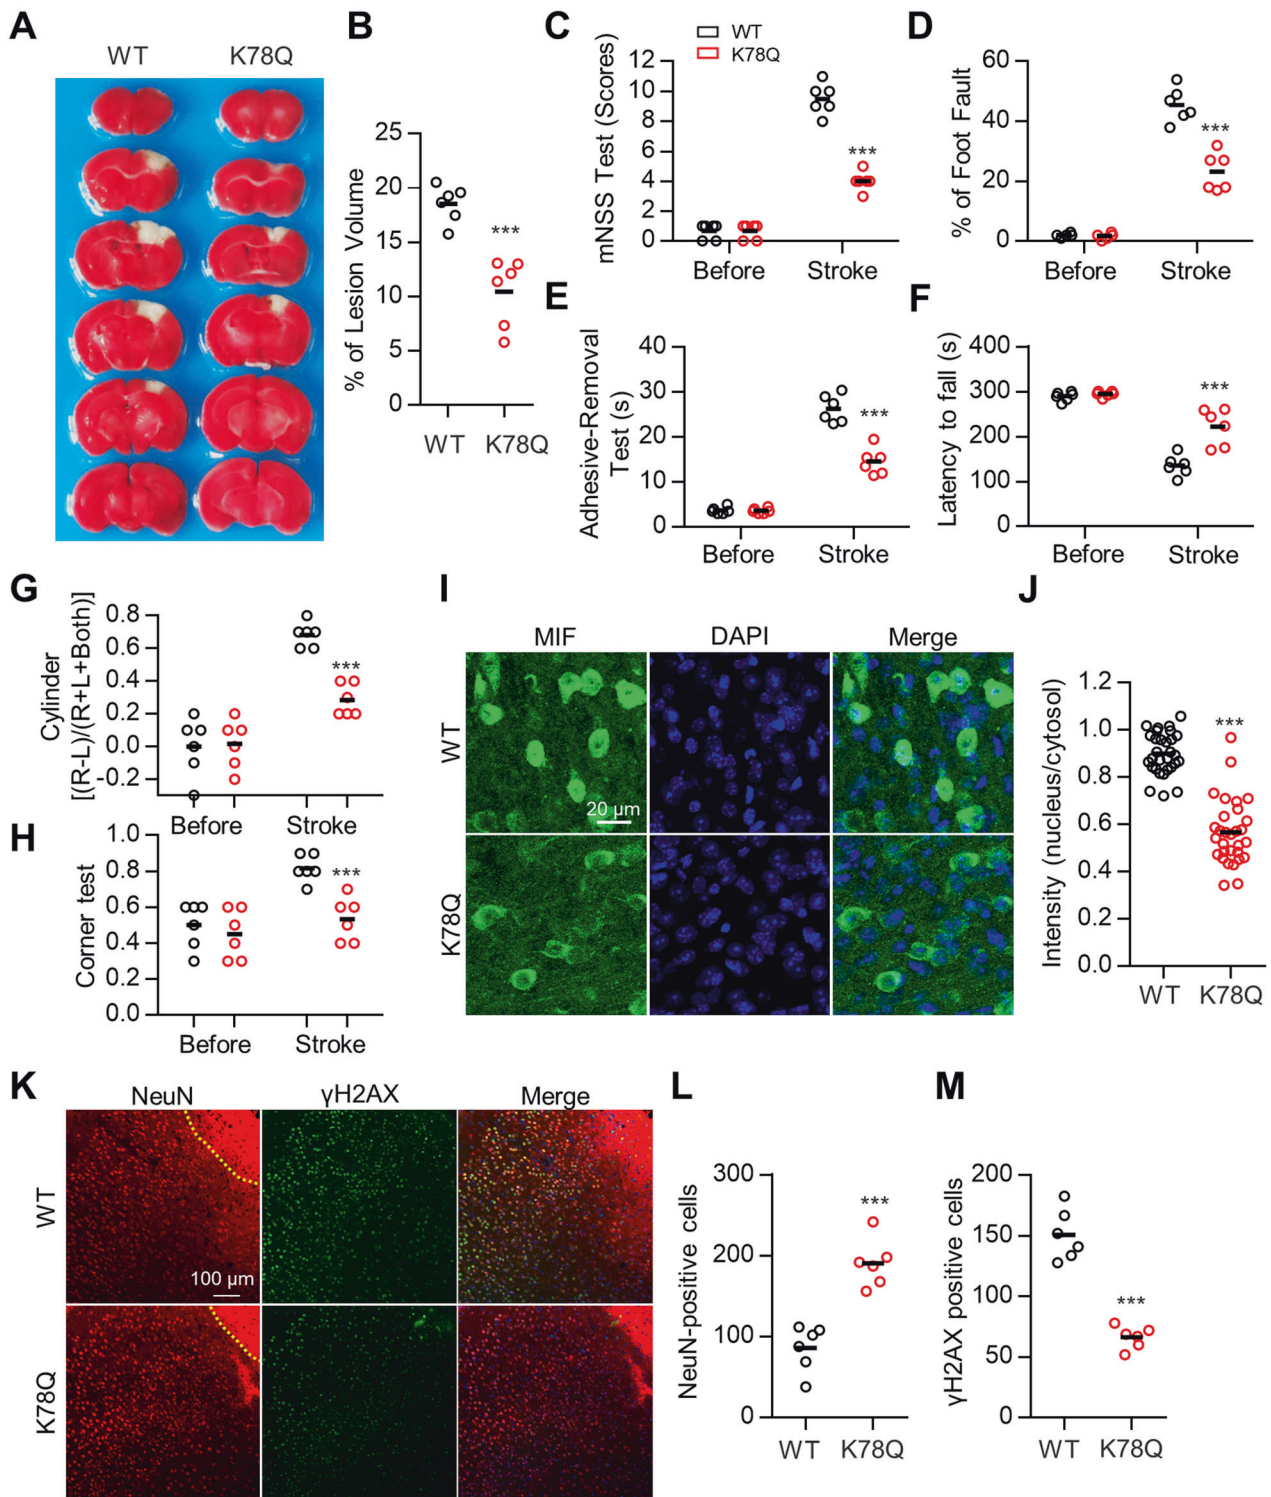 A
WT K78Q
B
% of Lesion Volume
25
20
15
10
5
0
***
WT K78Q
C
WT
K78Q
mNSS Test (Scores)
12
10
8
6
4
2
0
***
Before Stroke
D
% of Foot Fault
60
40
20
0
***
Before Stroke
E
Adhesive-Removal
Test (s)
40
30
20
10
0
***
Before Stroke
F
Latency to fall (s)
400
300
200
100
0
***
Before Stroke
G
Cylinder
[(R-L)/(R+L+Both)]
0.8
0.6
0.4
0.2
0.0
-0.2
***
Before Stroke
H
Corner test
1.0
0.8
0.6
0.4
0.2
0.0
***
Before Stroke
I
MIF DAPI Merge
WT
20 μm
K78Q
J
Intensity (nucleus/cytosol)
1.2
1.0
0.8
0.6
0.4
0.2
0.0
***
WT K78Q
K
NeuN γH2AX Merge
WT
100 μm
K78Q
L
NeuN-positive cells
300
200
100
0
***
WT K78Q
M
γH2AX positive cells
200
150
100
50
0
***
WT K78Q